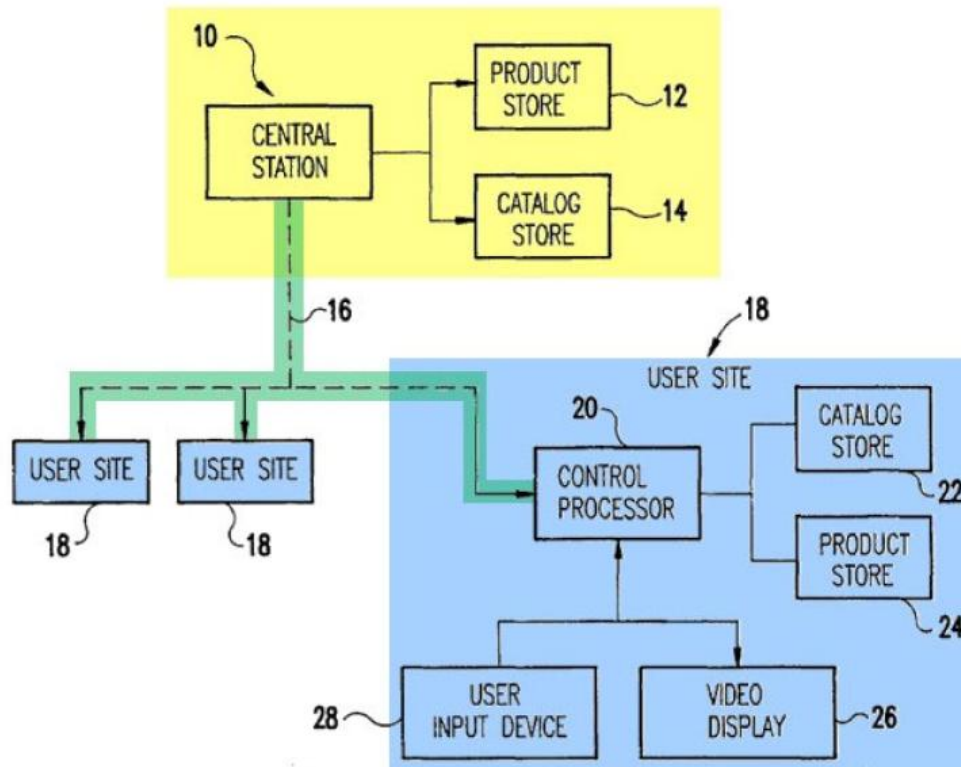 10
PRODUCT
STORE
12
CENTRAL
STATION
CATALOG
STORE
14
16
18
USER SITE
20
CATALOG
STORE
22
USER SITE
USER SITE
CONTROL
PROCESSOR
18
18
PRODUCT
STORE
24
28
USER
INPUT DEVICE
VIDEO
DISPLAY
26